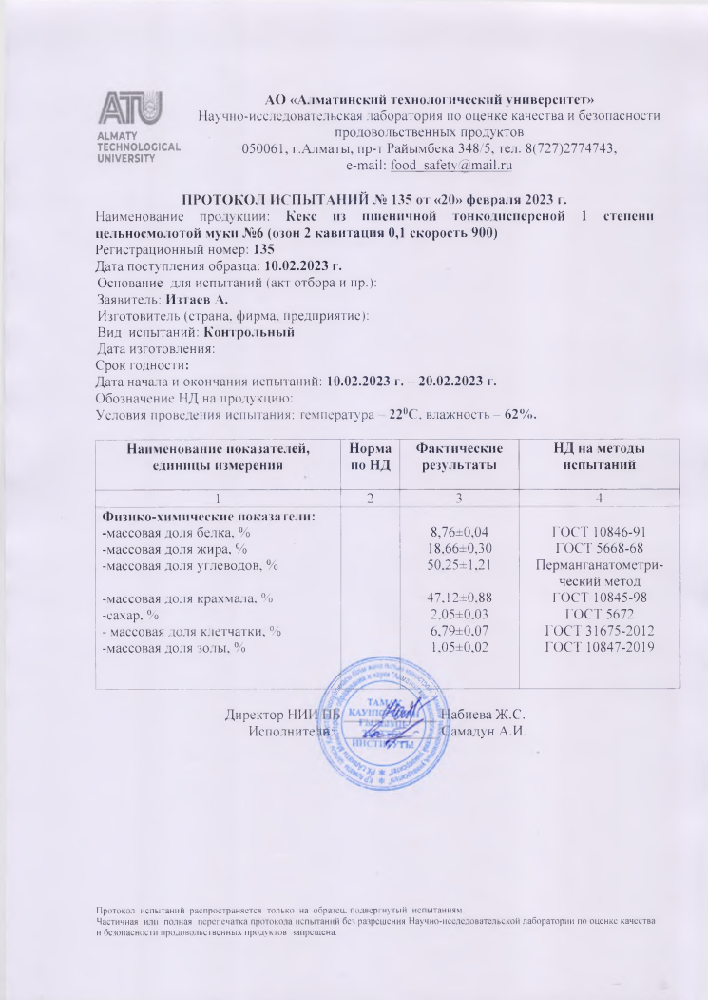 ATU
ALMATY
TECHNOLOGICAL
UNIVERSITY
АО «Алматинский технологический университет»
Научно-исследовательская лаборатория по оценке качества и безопасности
продовольственных продуктов
050061, г.Алматы, пр-т Райымбека 348/5, тел. 8(727)2774743,
e-mail: food_safety@mail.ru
ПРОТОКОЛ ИСПЫТАНИЙ № 135 от «20» февраля 2023 г.
Наименование продукции: Кекс из пшеничной тонкодисперсной 1 степени
цельносмолотой муки №6 (озон 2 кавитация 0,1 скорость 900)
Регистрационный номер: 135
Дата поступления образца: 10.02.2023 г.
Основание для испытаний (акт отбора и пр.):
Заявитель: Изтаев А.
Изготовитель (страна, фирма, предприятие):
Вид испытаний: Контрольный
Дата изготовления:
Срок годности:
Дата начала и окончания испытаний: 10.02.2023 г. – 20.02.2023 г.
Обозначение НД на продукцию:
Условия проведения испытания: температура – 22⁰С, влажность – 62%.
Наименование показателей, единицы измерения
Норма по НД
Фактические результаты
НД на методы испытаний
1 2 3 4
Физико-химические показатели:
-массовая доля белка, % 8,76±0,04 ГОСТ 10846-91
-массовая доля жира, % 18,66±0,30 ГОСТ 5668-68
-массовая доля углеводов, % 50,25±1,21 Перманганатометри-
ческий метод
-массовая доля крахмала, % 47,12±0,88 ГОСТ 10845-98
-сахар, % 2,05±0,03 ГОСТ 5672
- массовая доля клетчатки, % 6,79±0,07 ГОСТ 31675-2012
-массовая доля золы, % 1,05±0,02 ГОСТ 10847-2019
Директор НИИ ПБ Набиева Ж.С.
Исполнитель: Самадун А.И.
ИНСТИТУТЫ
Протокол испытаний распространяется только на образец, подвергнутый испытаниям
Частичная или полная перепечатка протокола испытаний без разрешения Научно-исследовательской лаборатории по оценке качества
и безопасности продовольственных продуктов запрещена.